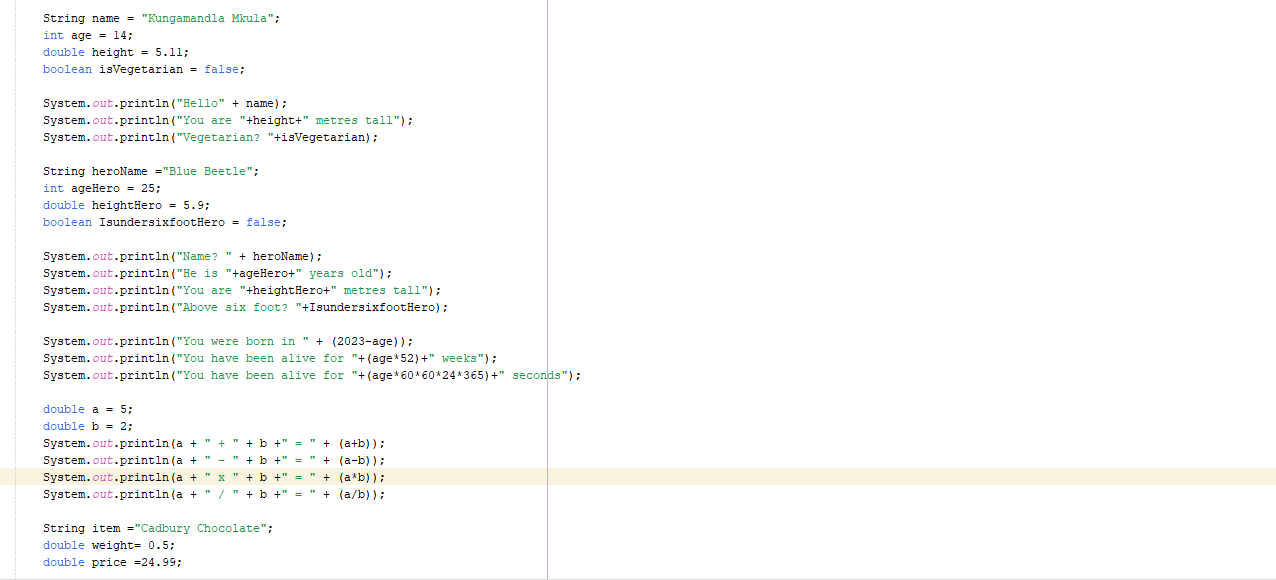 String name = "Kungamandla Mkula";
int age = 14;
double height = 5.11;
boolean isVegetarian = false;
System.out.println("Hello" + name);
System.out.println("You are "+height+" metres tall");
System.out.println("Vegetarian? "+isVegetarian);
String heroName ="Blue Beetle";
int ageHero = 25;
double heightHero = 5.9;
boolean IsundersixfootHero = false;
System.out.println("Name? " + heroName);
System.out.println("He is "+ageHero+" years old");
System.out.println("You are "+heightHero+" metres tall");
System.out.println("Above six foot? "+IsundersixfootHero);
System.out.println("You were born in " + (2023-age));
System.out.println("You have been alive for "+(age*52)+" weeks");
System.out.println("You have been alive for "+(age*60*60*24*365)+" seconds");
double a = 5;
double b = 2;
System.out.println(a + " + " + b +" = " + (a+b));
System.out.println(a + " - " + b +" = " + (a-b));
System.out.println(a + " x " + b +" = " + (a*b));
System.out.println(a + " / " + b +" = " + (a/b));
String item ="Cadbury Chocolate";
double weight= 0.5;
double price =24.99;